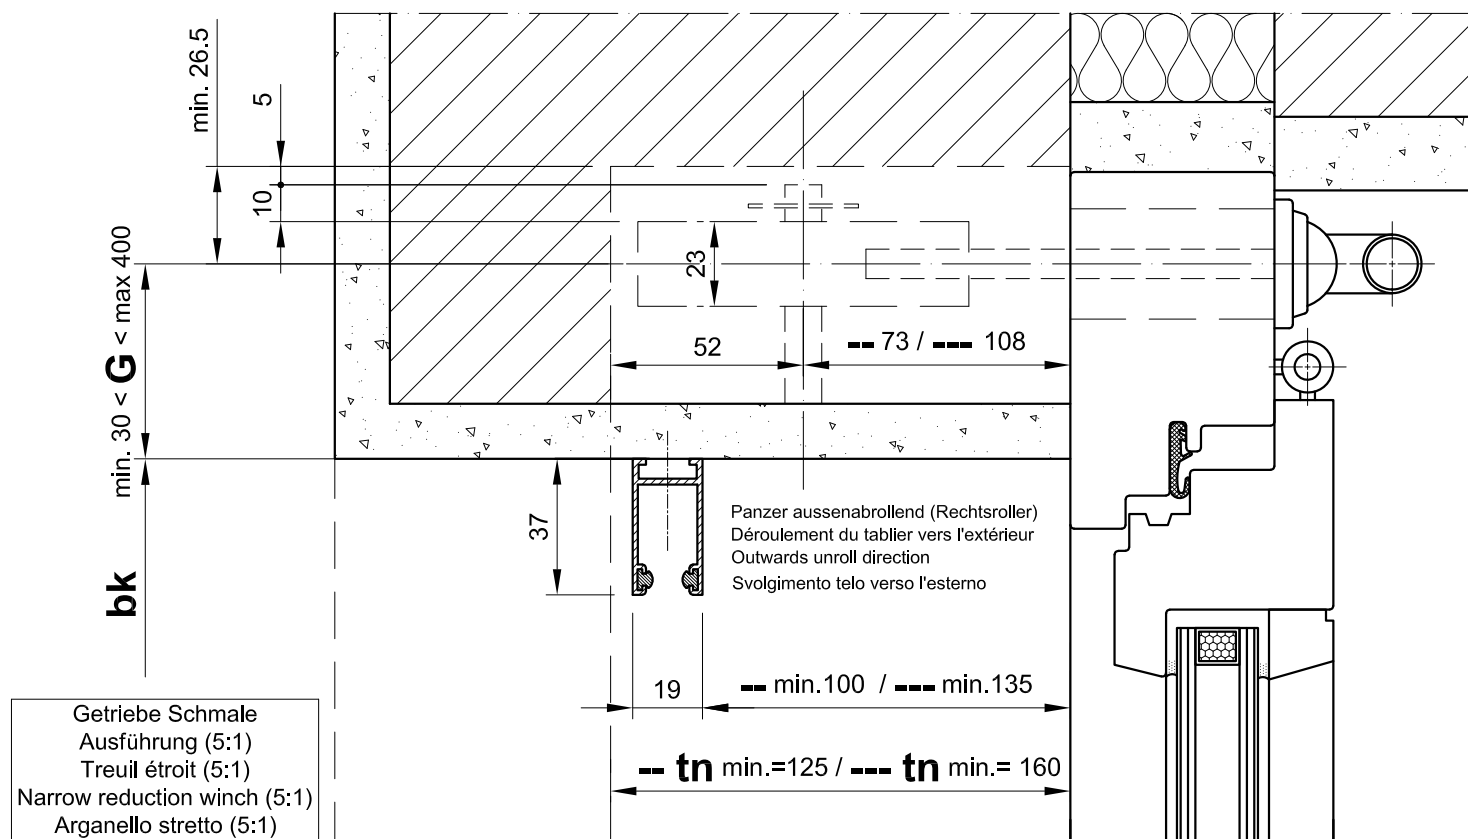 min. 26.5
5
10
23
min. 30 < G < max 400
52
-- 73 / --- 108
37
Panzer aussenabrollend (Rechtsroller)
Déroulement du tablier vers l'extérieur
Outwards unroll direction
Svolgimento telo verso l'esterno
bk
19
-- min.100 / --- min.135
-- tn min.=125 / --- tn min.= 160
Getriebe Schmale
Ausführung (5:1)
Treuil étroit (5:1)
Narrow reduction winch (5:1)
Arganello stretto (5:1)